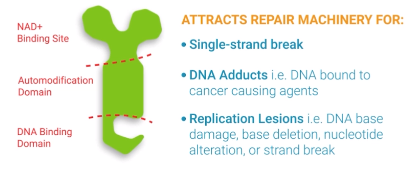 NAD+
Binding Site
Automodification
Domain
DNA Binding
Domain
ATTRACTS REPAIR MACHINERY FOR:
• Single-strand break
• DNA Adducts i.e. DNA bound to
cancer causing agents
• Replication Lesions i.e. DNA base
damage, base deletion, nucleotide
alteration, or strand break